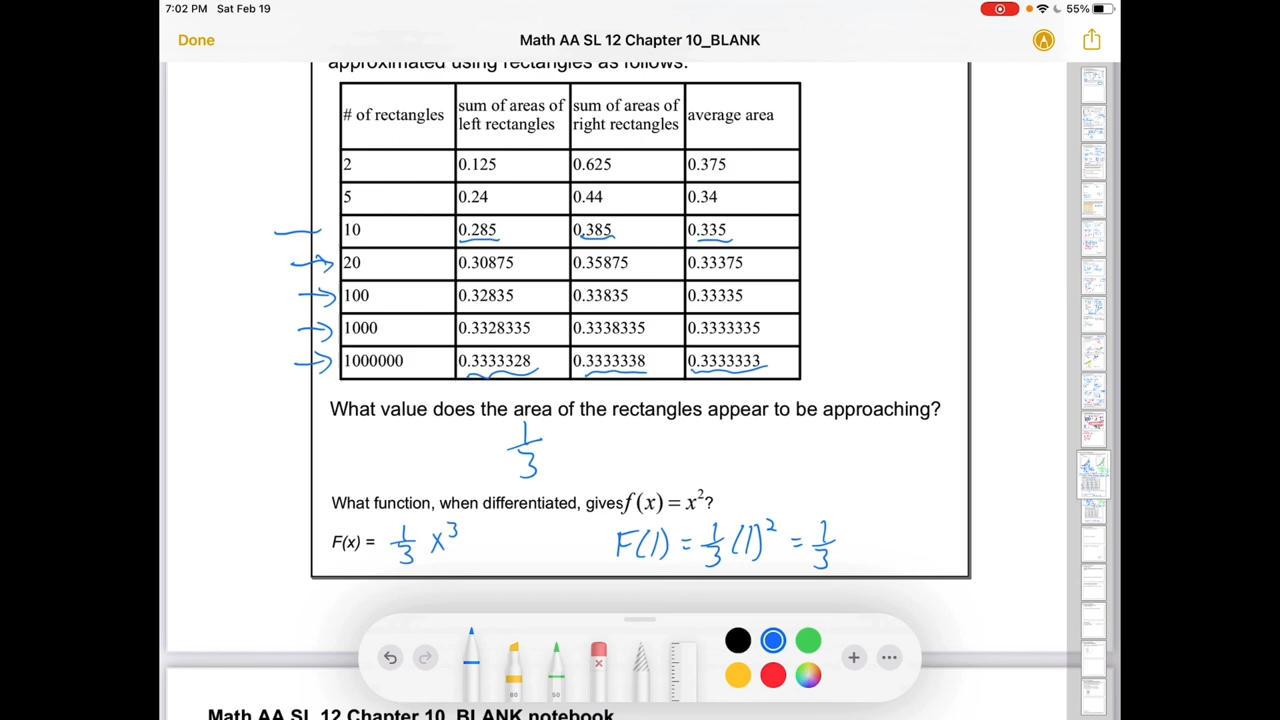 7:02 PM Sat Feb 19 55%
Done Math AA SL 12 Chapter 10_BLANK
approximated using rectangles as follows:
# of rectangles sum of areas of left rectangles sum of areas of right rectangles average area
2 0.125 0.625 0.375
5 0.24 0.44 0.34
10 0.285 0.385 0.335
20 0.30875 0.35875 0.33375
100 0.32835 0.33835 0.33335
1000 0.3328335 0.3338335 0.3333335
1000000 0.3333328 0.3333338 0.3333333
What value does the area of the rectangles appear to be approaching?
1/3
What function, when differentiated, gives f(x) = x²?
F(x) = 1/3 x³ F(1) = 1/3 (1)² = 1/3
80 50
Math AA SL 12 Chapter 10_BLANK notebook